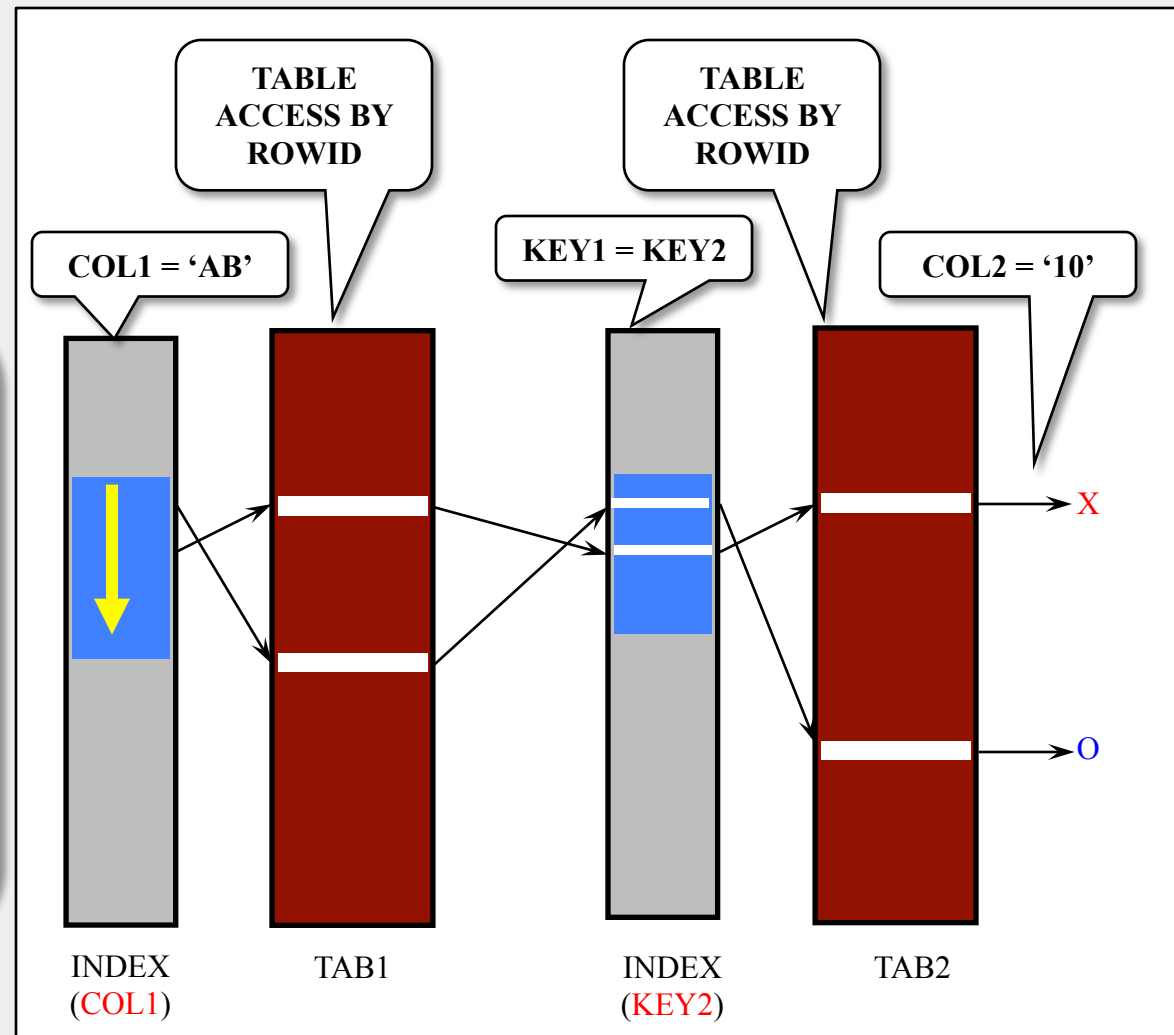 TABLE
ACCESS BY
ROWID
TABLE
ACCESS BY
ROWID
COL1 = ‘AB’
KEY1 = KEY2
COL2 = ‘10’
X
O
INDEX
(COL1)
TAB1
INDEX
(KEY2)
TAB2